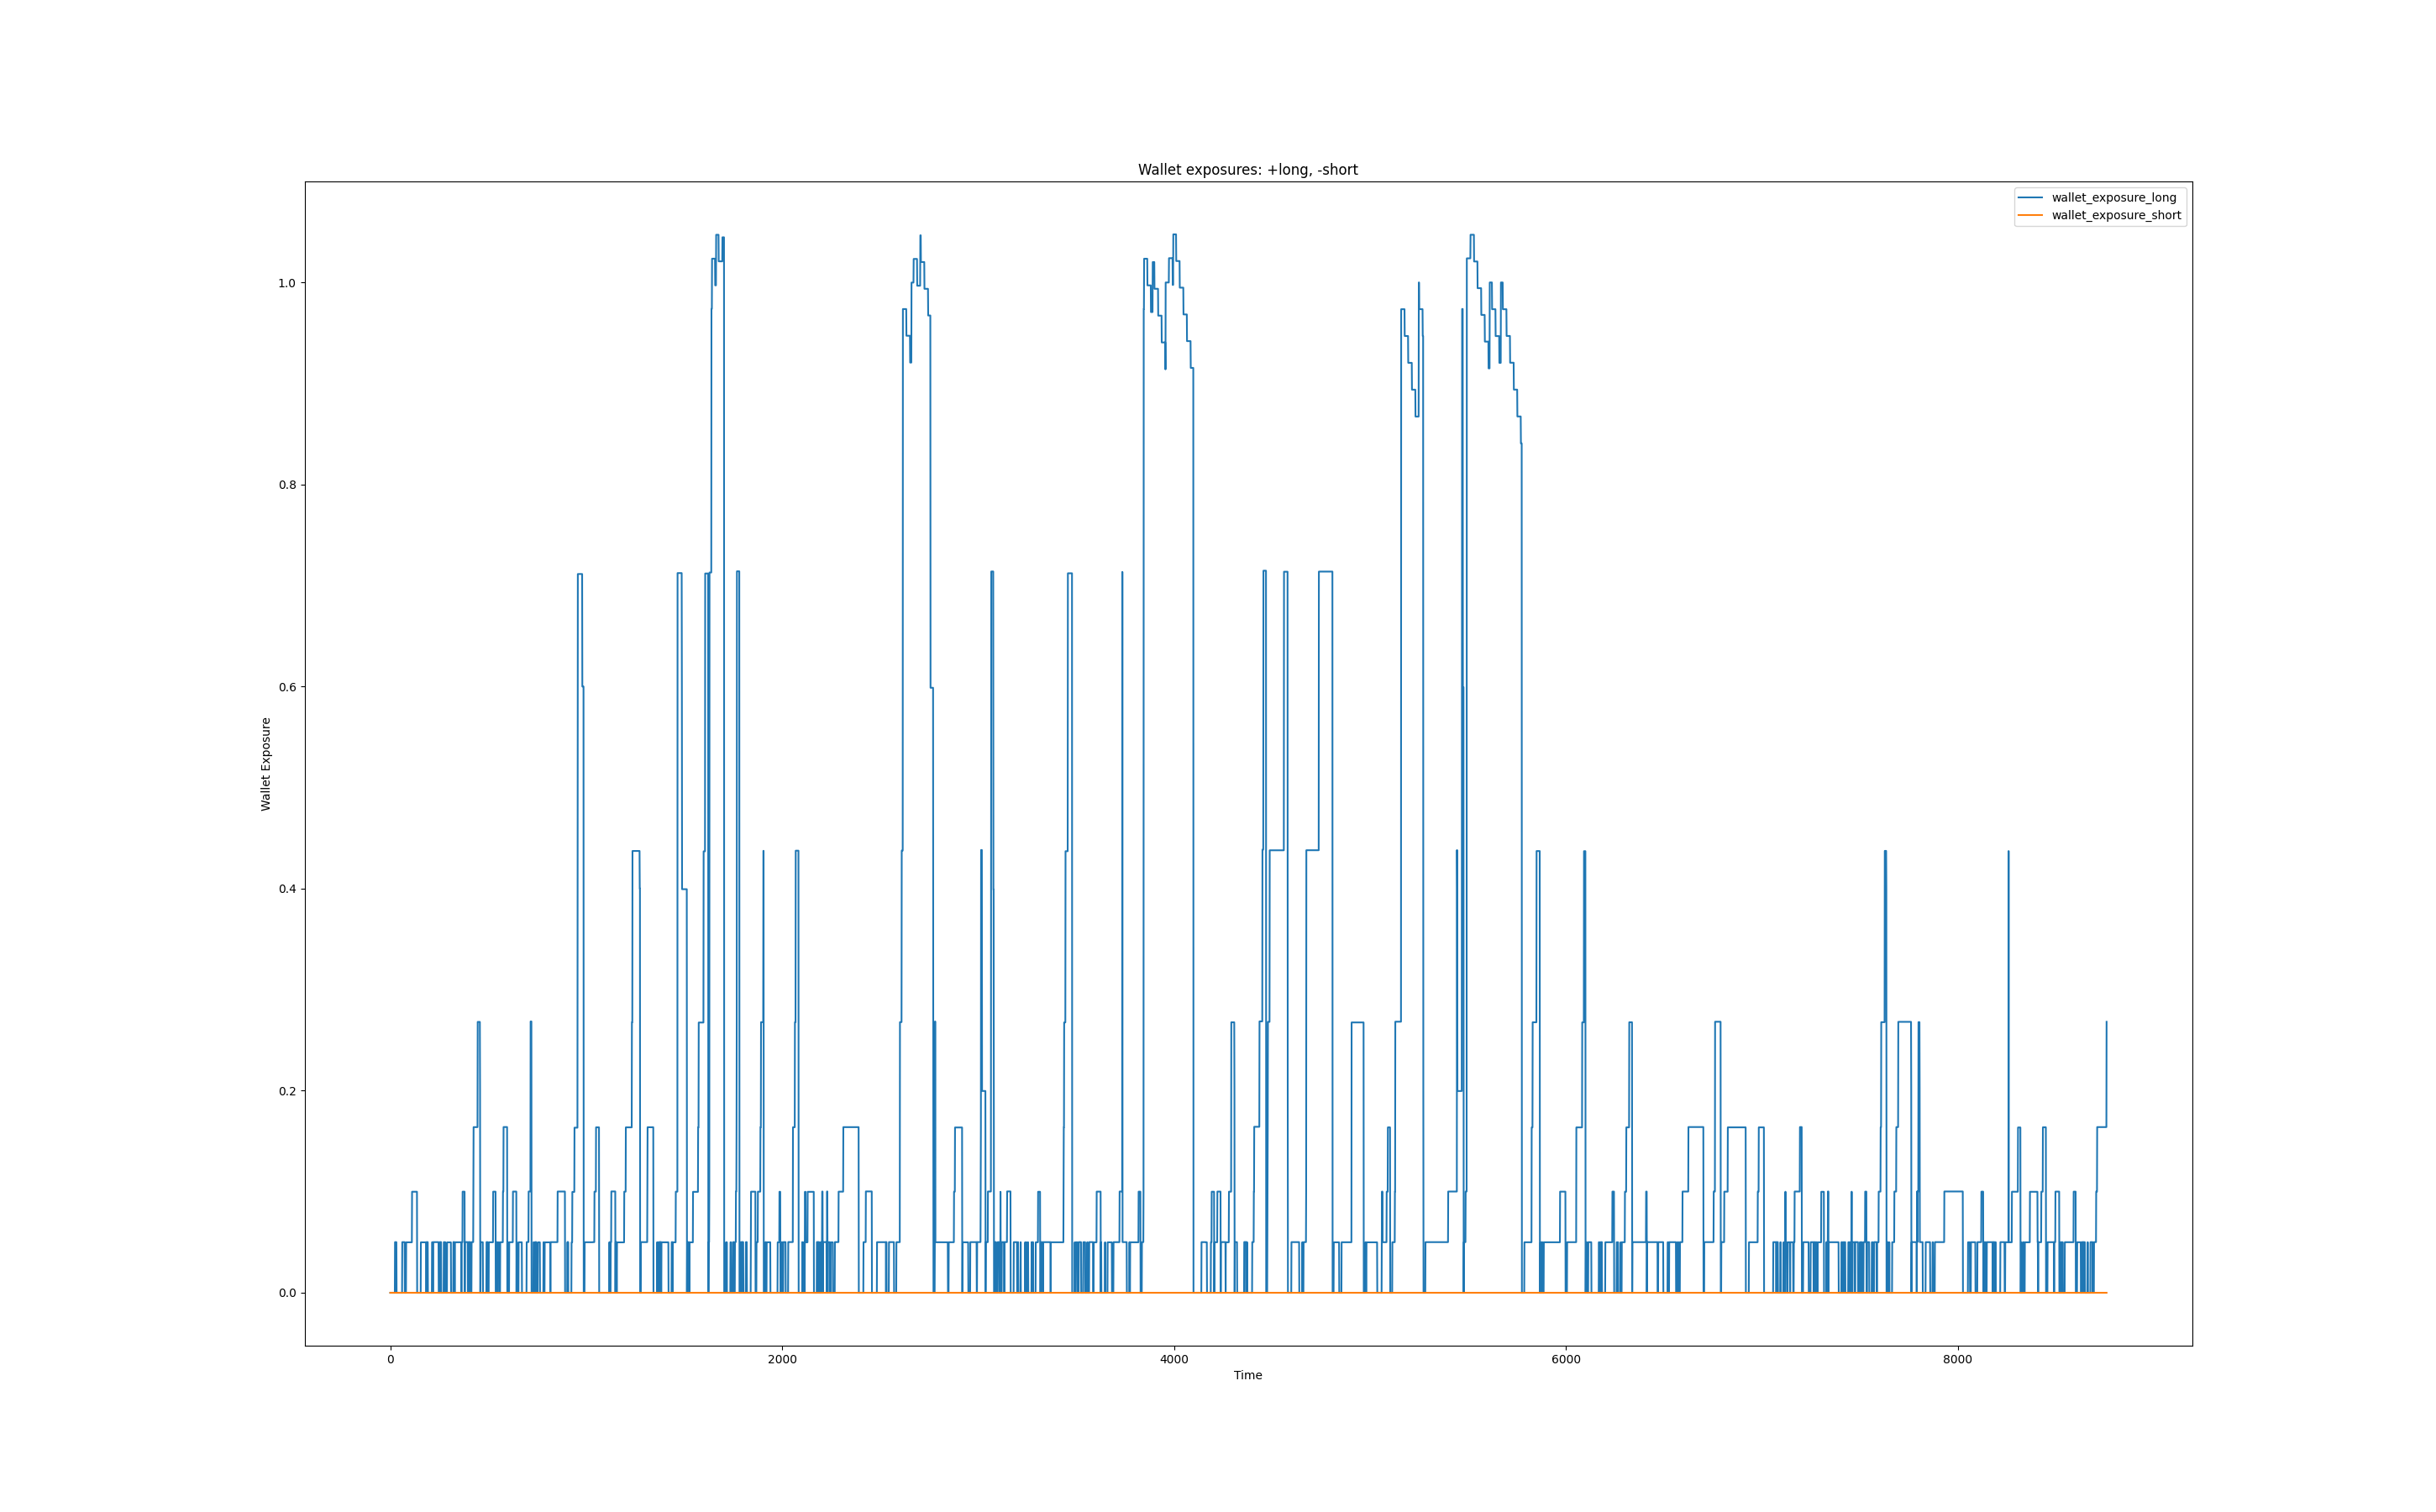 Wallet exposures: +long, -short
wallet_exposure_long
wallet_exposure_short
1.0
0.8
0.6
0.4
0.2
0.0
Wallet Exposure
0 2000 4000 6000 8000
Time